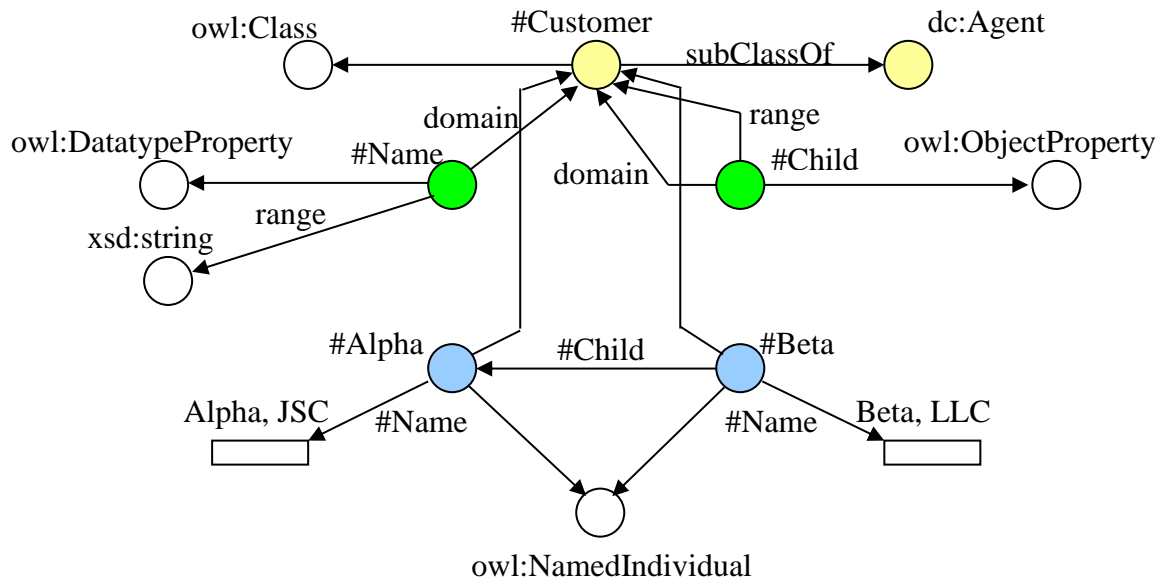 owl:Class
#Customer
dc:Agent
subClassOf
domain
range
owl:DatatypeProperty
#Name
domain
#Child
owl:ObjectProperty
range
xsd:string
#Alpha
#Child
#Beta
Alpha, JSC
#Name
#Name
Beta, LLC
owl:NamedIndividual